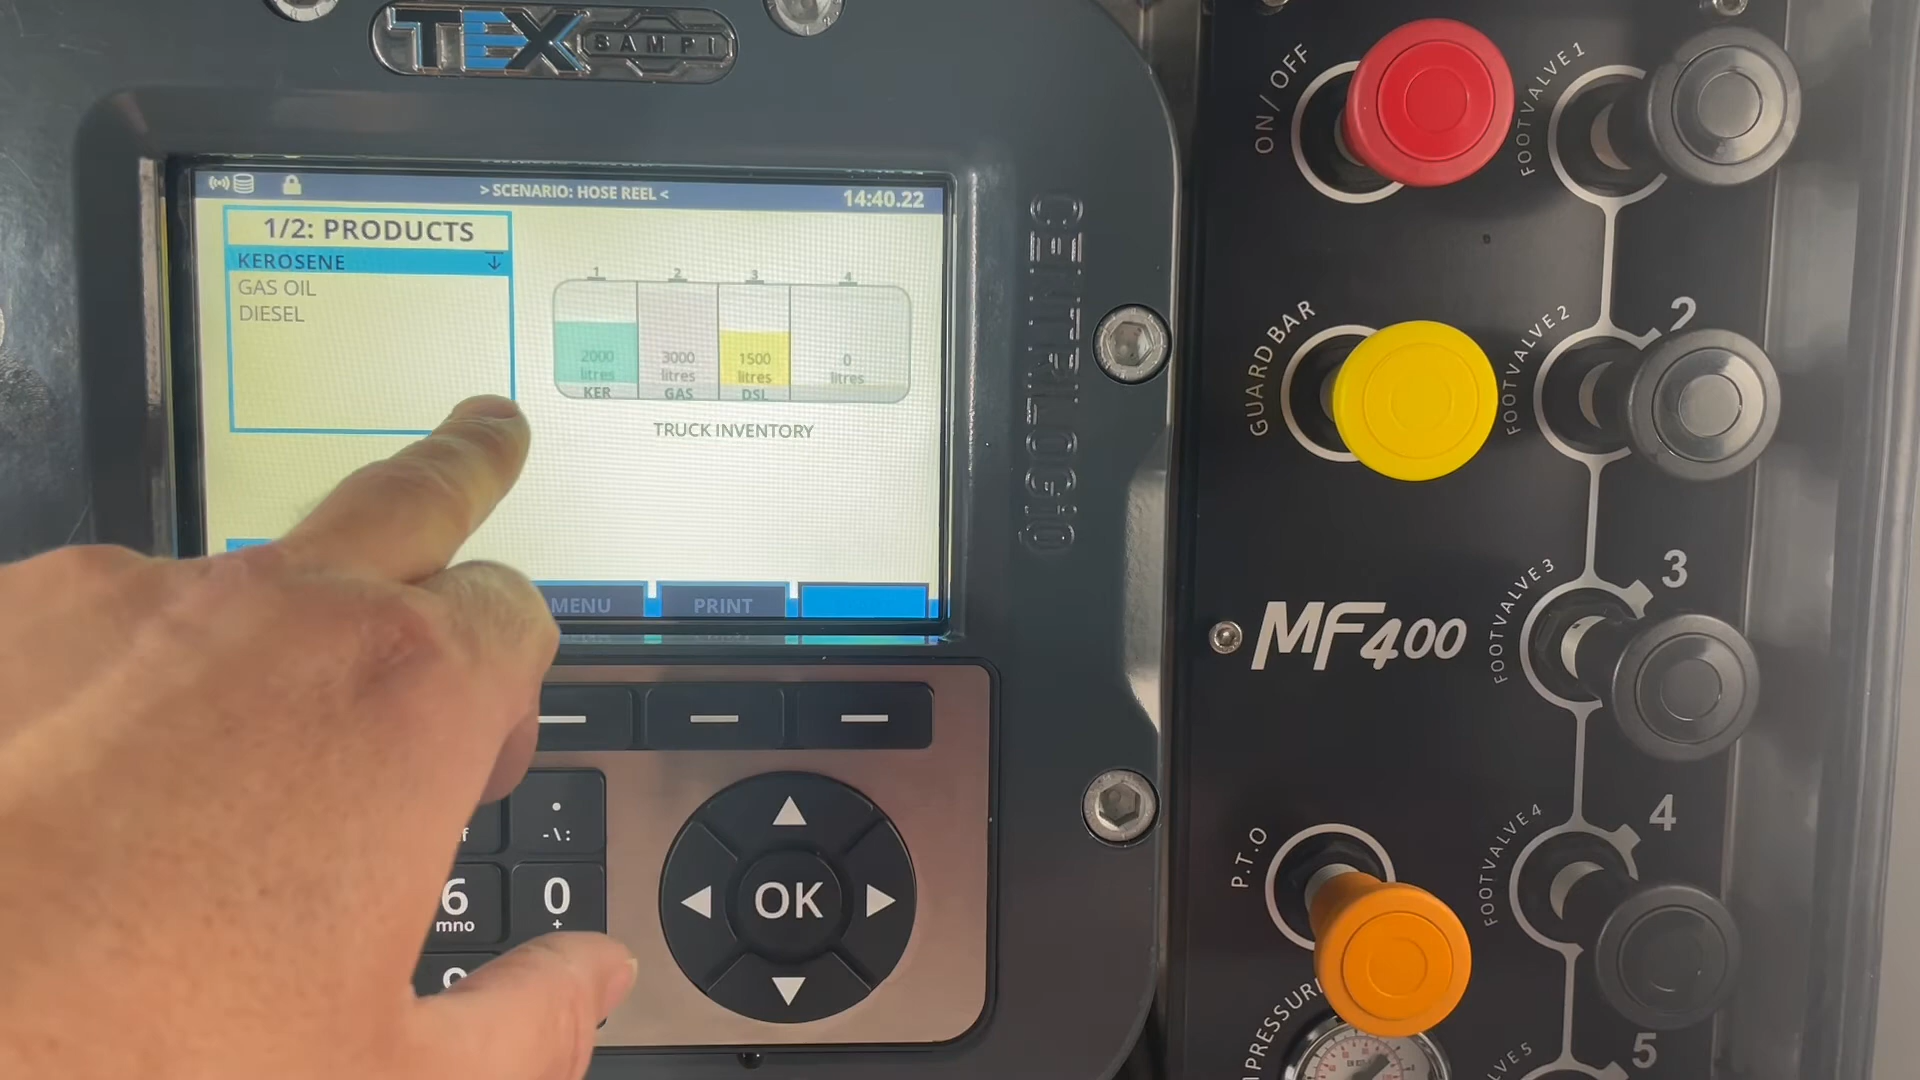 TEX
SAMPI
> SCENARIO: HOSE REEL <
14:40.22
1/2: PRODUCTS
KEROSENE
GAS OIL
DIESEL
1 2 3 4
2000 litres
3000 litres
1500 litres
0 litres
KER GAS DSL
TRUCK INVENTORY
MENU PRINT
CENTRALOGIQ
-\:
6
mno
0
+
OK
ON / OFF
GUARD BAR
P.T.O
MF400
FOOTVALVE 1
FOOTVALVE 2
2
FOOTVALVE 3
3
FOOTVALVE 4
4
5